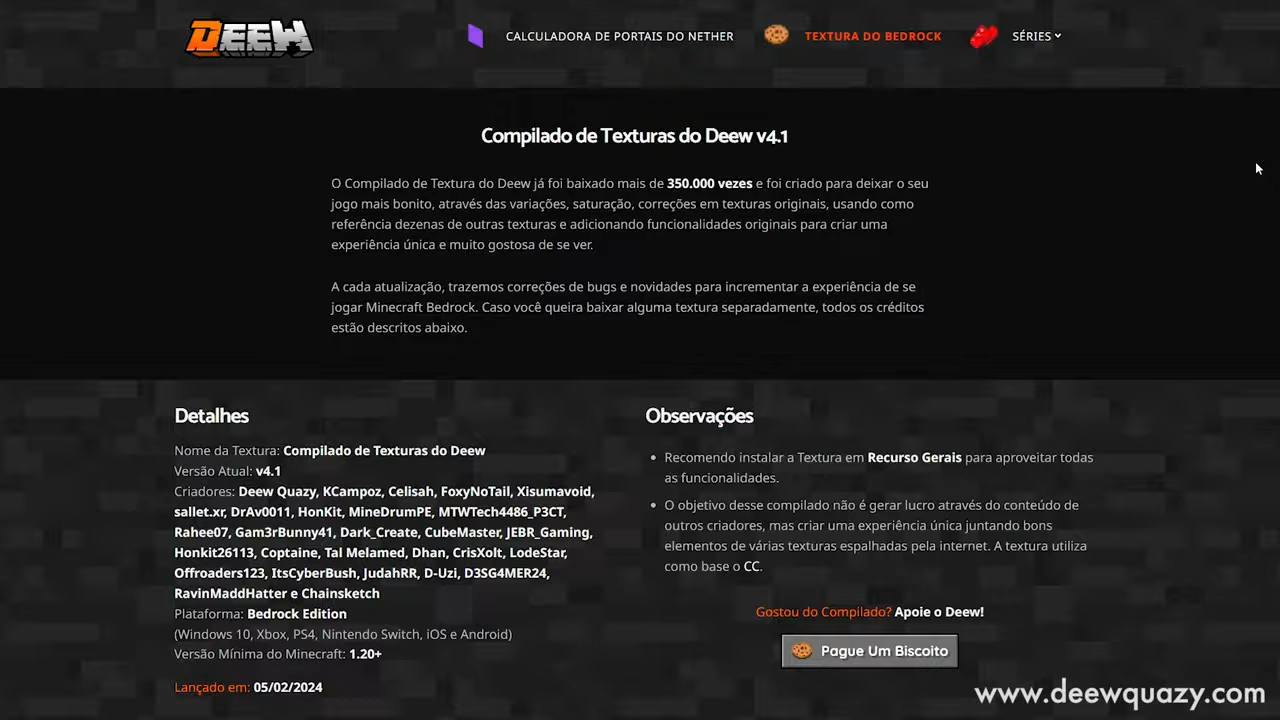 DEEW
CALCULADORA DE PORTAIS DO NETHER
TEXTURA DO BEDROCK
SÉRIES
Compilado de Texturas do Deew v4.1
O Compilado de Textura do Deew já foi baixado mais de 350.000 vezes e foi criado para deixar o seu
jogo mais bonito, através das variações, saturação, correções em texturas originais, usando como
referência dezenas de outras texturas e adicionando funcionalidades originais para criar uma
experiência única e muito gostosa de se ver.
A cada atualização, trazemos correções de bugs e novidades para incrementar a experiência de se
jogar Minecraft Bedrock. Caso você queira baixar alguma textura separadamente, todos os créditos
estão descritos abaixo.
Detalhes
Nome da Textura: Compilado de Texturas do Deew
Versão Atual: v4.1
Criadores: Deew Quazy, KCampoz, Celisah, FoxyNoTail, Xisumavoid,
sallet.xr, DrAv0011, HonKit, MineDrumPE, MTWTech4486_P3CT,
Rahee07, Gam3rBunny41, Dark_Create, CubeMaster, JEBR_Gaming,
Honkit26113, Coptaine, Tal Melamed, Dhan, CrisXolt, LodeStar,
Offroaders123, ItsCyberBush, JudahRR, D-Uzi, D3SG4MER24,
RavinMaddHatter e Chainsketch
Plataforma: Bedrock Edition
(Windows 10, Xbox, PS4, Nintendo Switch, iOS e Android)
Versão Mínima do Minecraft: 1.20+
Lançado em: 05/02/2024
Observações
Recomendo instalar a Textura em Recurso Gerais para aproveitar todas
as funcionalidades.
O objetivo desse compilado não é gerar lucro através do conteúdo de
outros criadores, mas criar uma experiência única juntando bons
elementos de várias texturas espalhadas pela internet. A textura utiliza
como base o CC.
Gostou do Compilado? Apoie o Deew!
Pague Um Biscoito
www.deewquazy.com